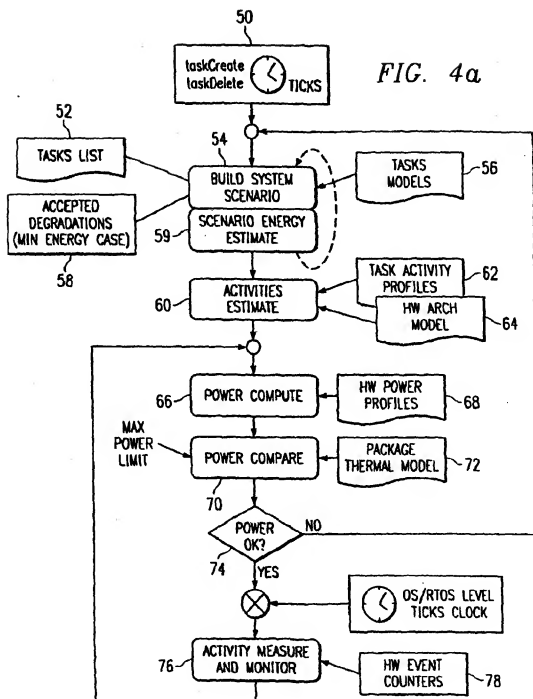 50
taskCreate
taskDelete
TICKS
FIG. 4a
52
TASKS LIST
54
BUILD SYSTEM
SCENARIO
TASKS
MODELS
56
ACCEPTED
DEGRADATIONS
(MIN ENERGY CASE)
58
59
SCENARIO ENERGY
ESTIMATE
60
ACTIVITIES
ESTIMATE
TASK ACTIVITY
PROFILES
62
HW ARCH
MODEL
64
66
POWER COMPUTE
HW POWER
PROFILES
68
MAX
POWER
LIMIT
POWER COMPARE
70
PACKAGE
THERMAL MODEL
72
POWER
OK?
74
NO
YES
OS/RTOS LEVEL
TICKS CLOCK
76
ACTIVITY MEASURE
AND MONITOR
HW EVENT
COUNTERS
78